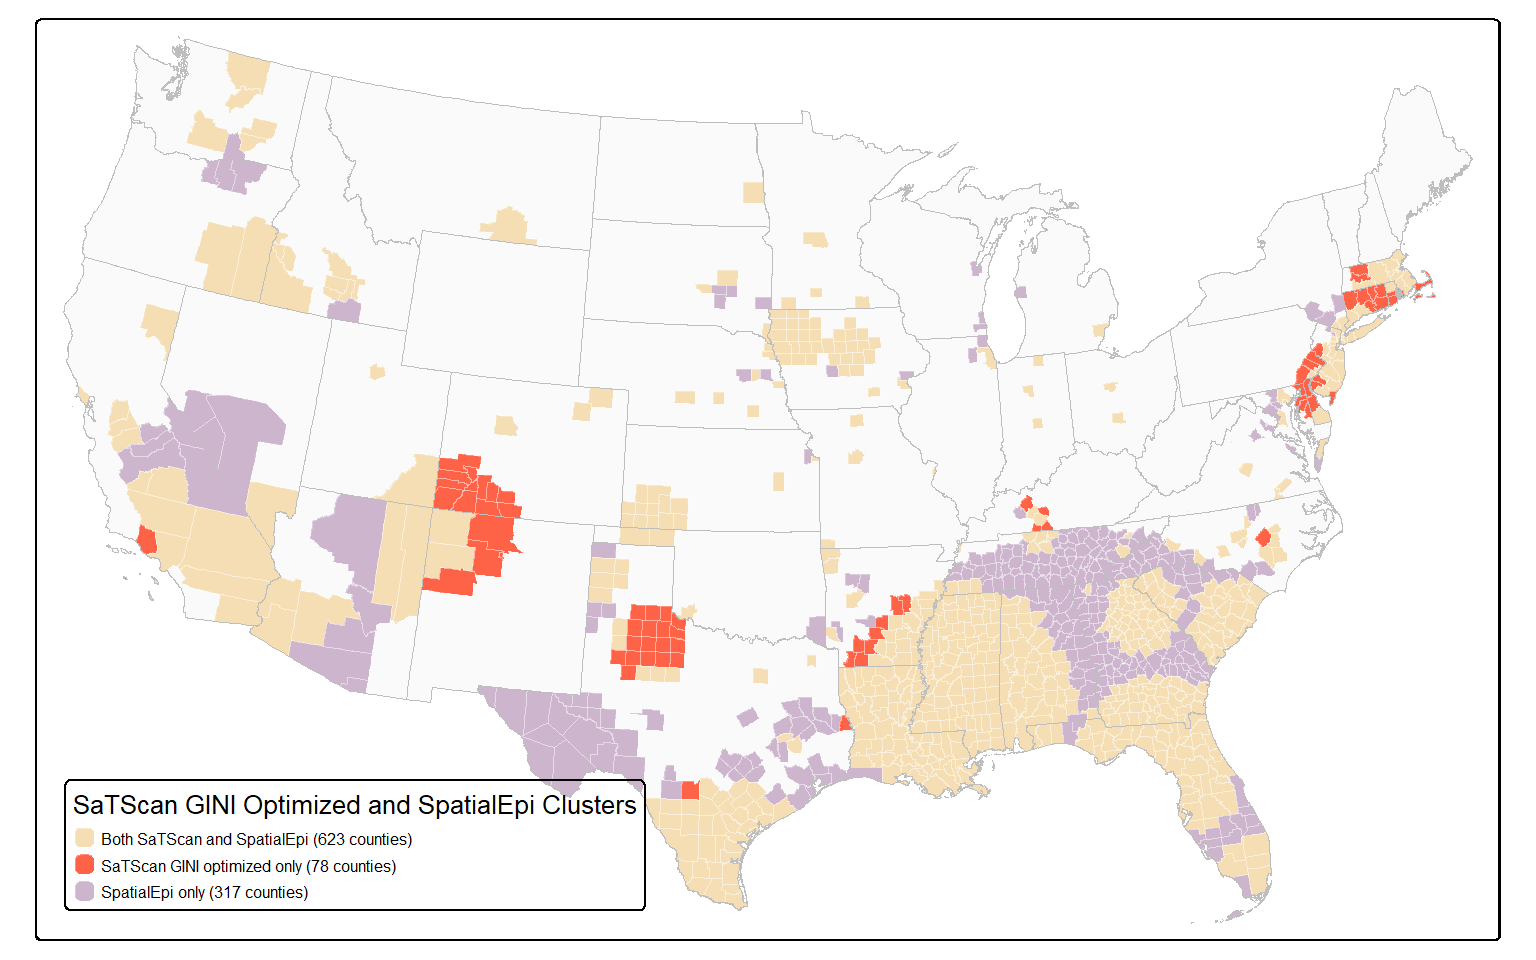 SaTScan GINI Optimized and SpatialEpi Clusters
Both SaTScan and SpatialEpi (623 counties)
SaTScan GINI optimized only (78 counties)
SpatialEpi only (317 counties)